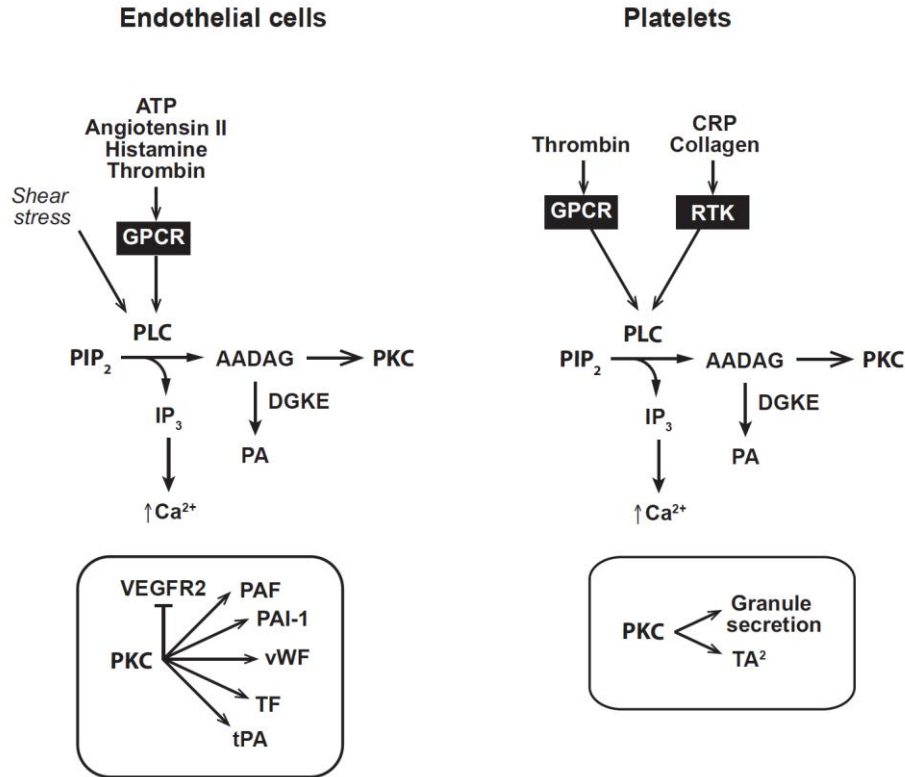 Endothelial cells
ATP
Angiotensin II
Histamine
Thrombin
Shear
stress
GPCR
PLC
PIP₂
AADAG
PKC
IP₃
DGKE
PA
↑Ca²⁺
VEGFR2
PAF
PAI-1
PKC
vWF
TF
tPA
Platelets
Thrombin
CRP
Collagen
GPCR
RTK
PLC
PIP₂
AADAG
PKC
IP₃
DGKE
PA
↑Ca²⁺
PKC
Granule
secretion
TA²